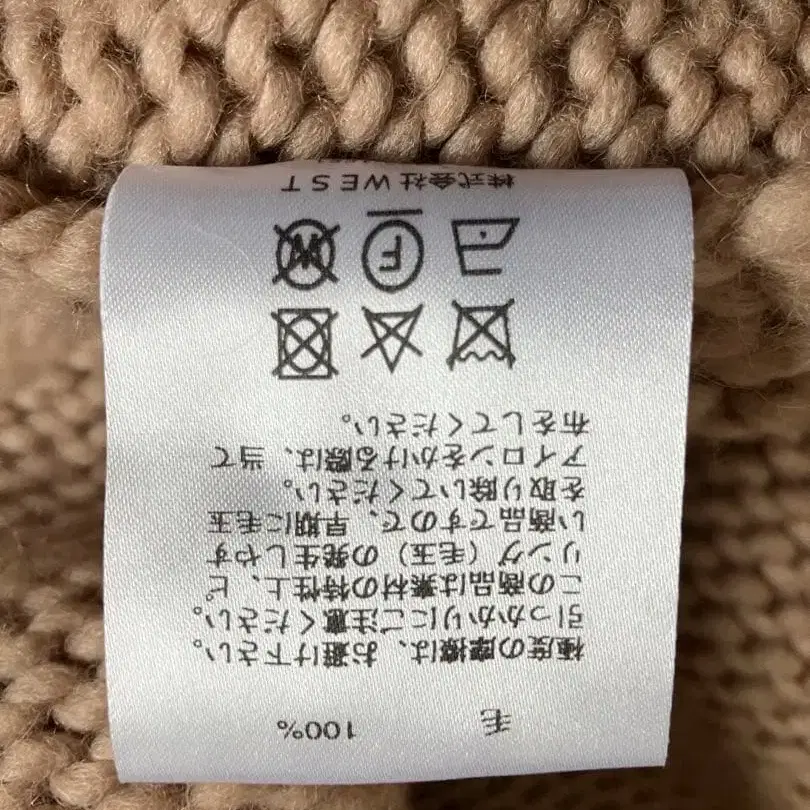 毛 100%
極度の摩擦は、お避け下さい。
引っかかりにご注意ください。
この商品は素材の特性上、ピ
リング（毛玉）の発生しやす
い商品ですので、早期に毛玉
を取り除いてください。
アイロンをかける際は、当て
布をしてください。
F W
株式会社WEST